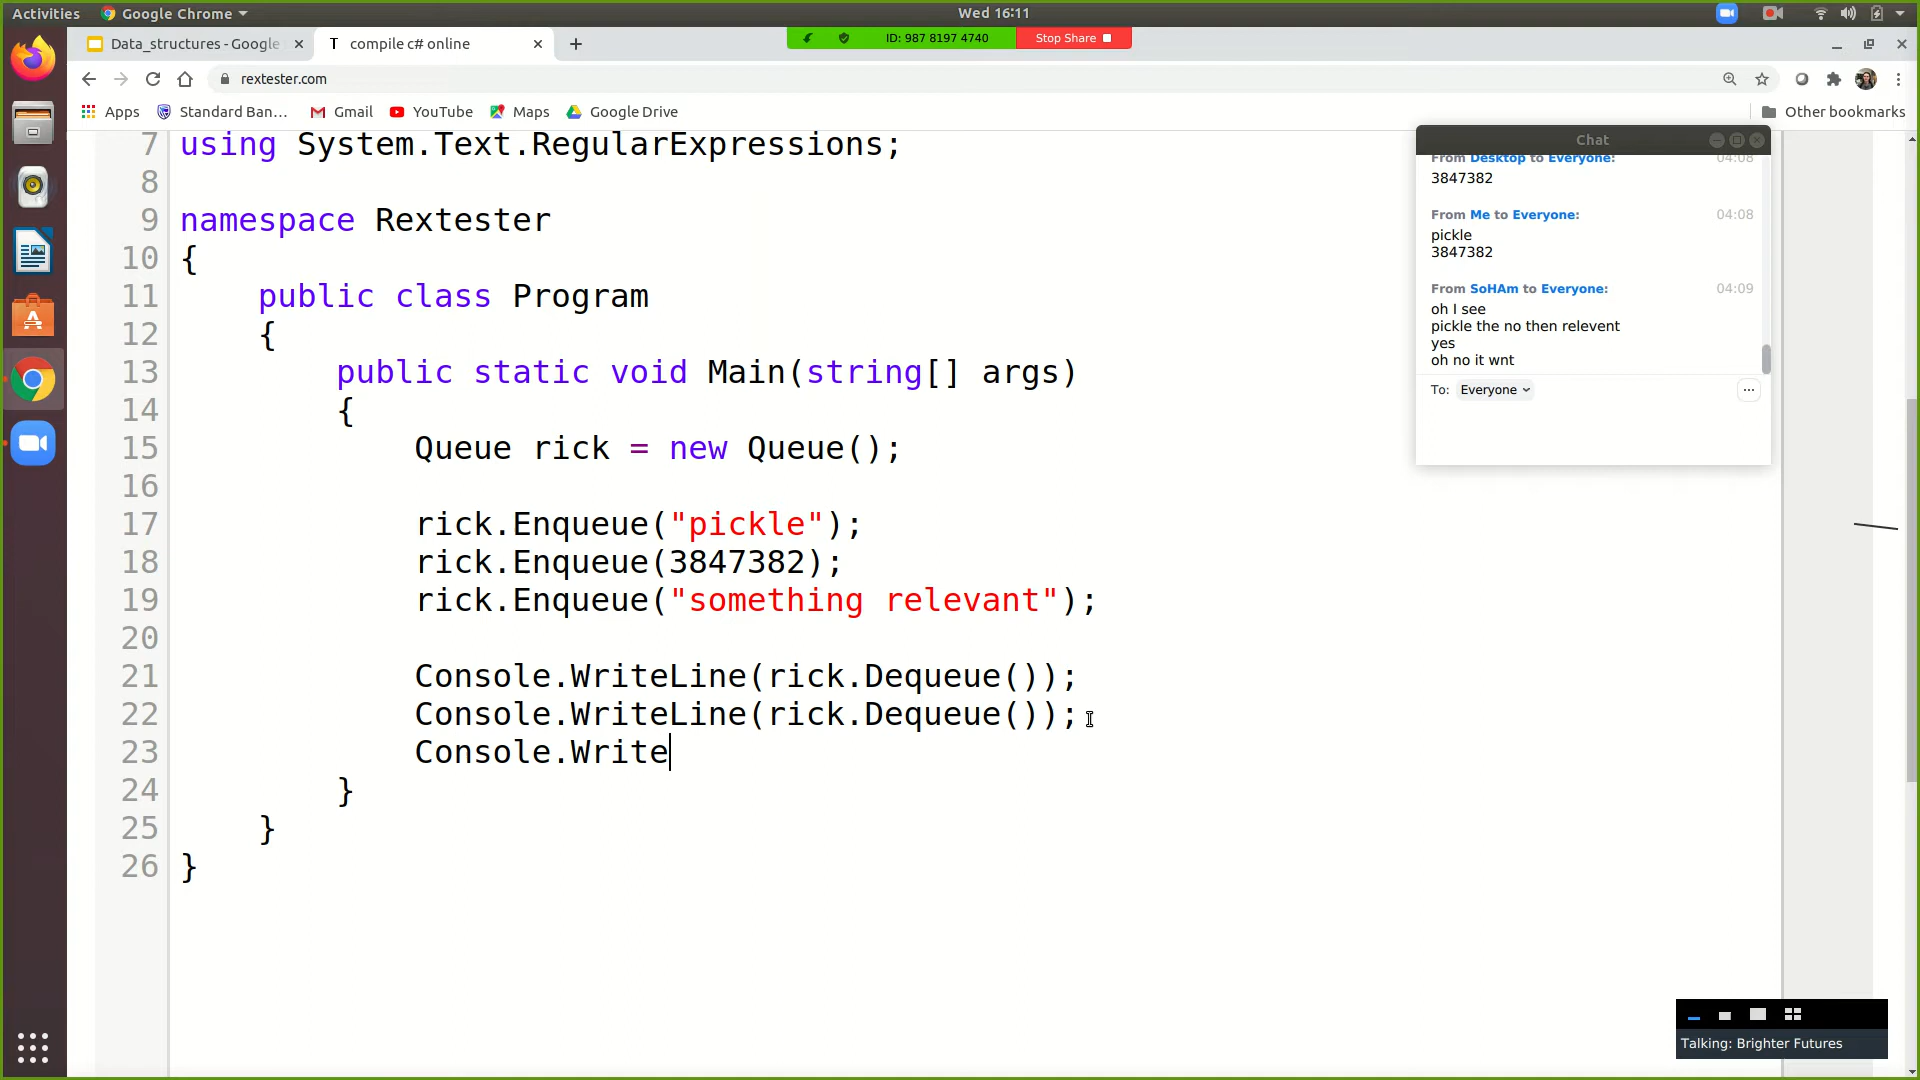 Activities
Google Chrome
Wed 16:11
Data_structures - Google
compile c# online
ID: 987 8197 4740
Stop Share
rextester.com
Apps
Standard Ban...
Gmail
YouTube
Maps
Google Drive
Other bookmarks
7 using System.Text.RegularExpressions;
8
9 namespace Rextester
10 {
11 public class Program
12 {
13 public static void Main(string[] args)
14 {
15 Queue rick = new Queue();
16
17 rick.Enqueue("pickle");
18 rick.Enqueue(3847382);
19 rick.Enqueue("something relevant");
20
21 Console.WriteLine(rick.Dequeue());
22 Console.WriteLine(rick.Dequeue());
23 Console.Write
24 }
25 }
26 }
Chat
From Desktop to Everyone: 04:08
3847382
From Me to Everyone: 04:08
pickle
3847382
From SoHAm to Everyone: 04:09
oh I see
pickle the no then relevent
yes
oh no it wnt
To: Everyone
Talking: Brighter Futures